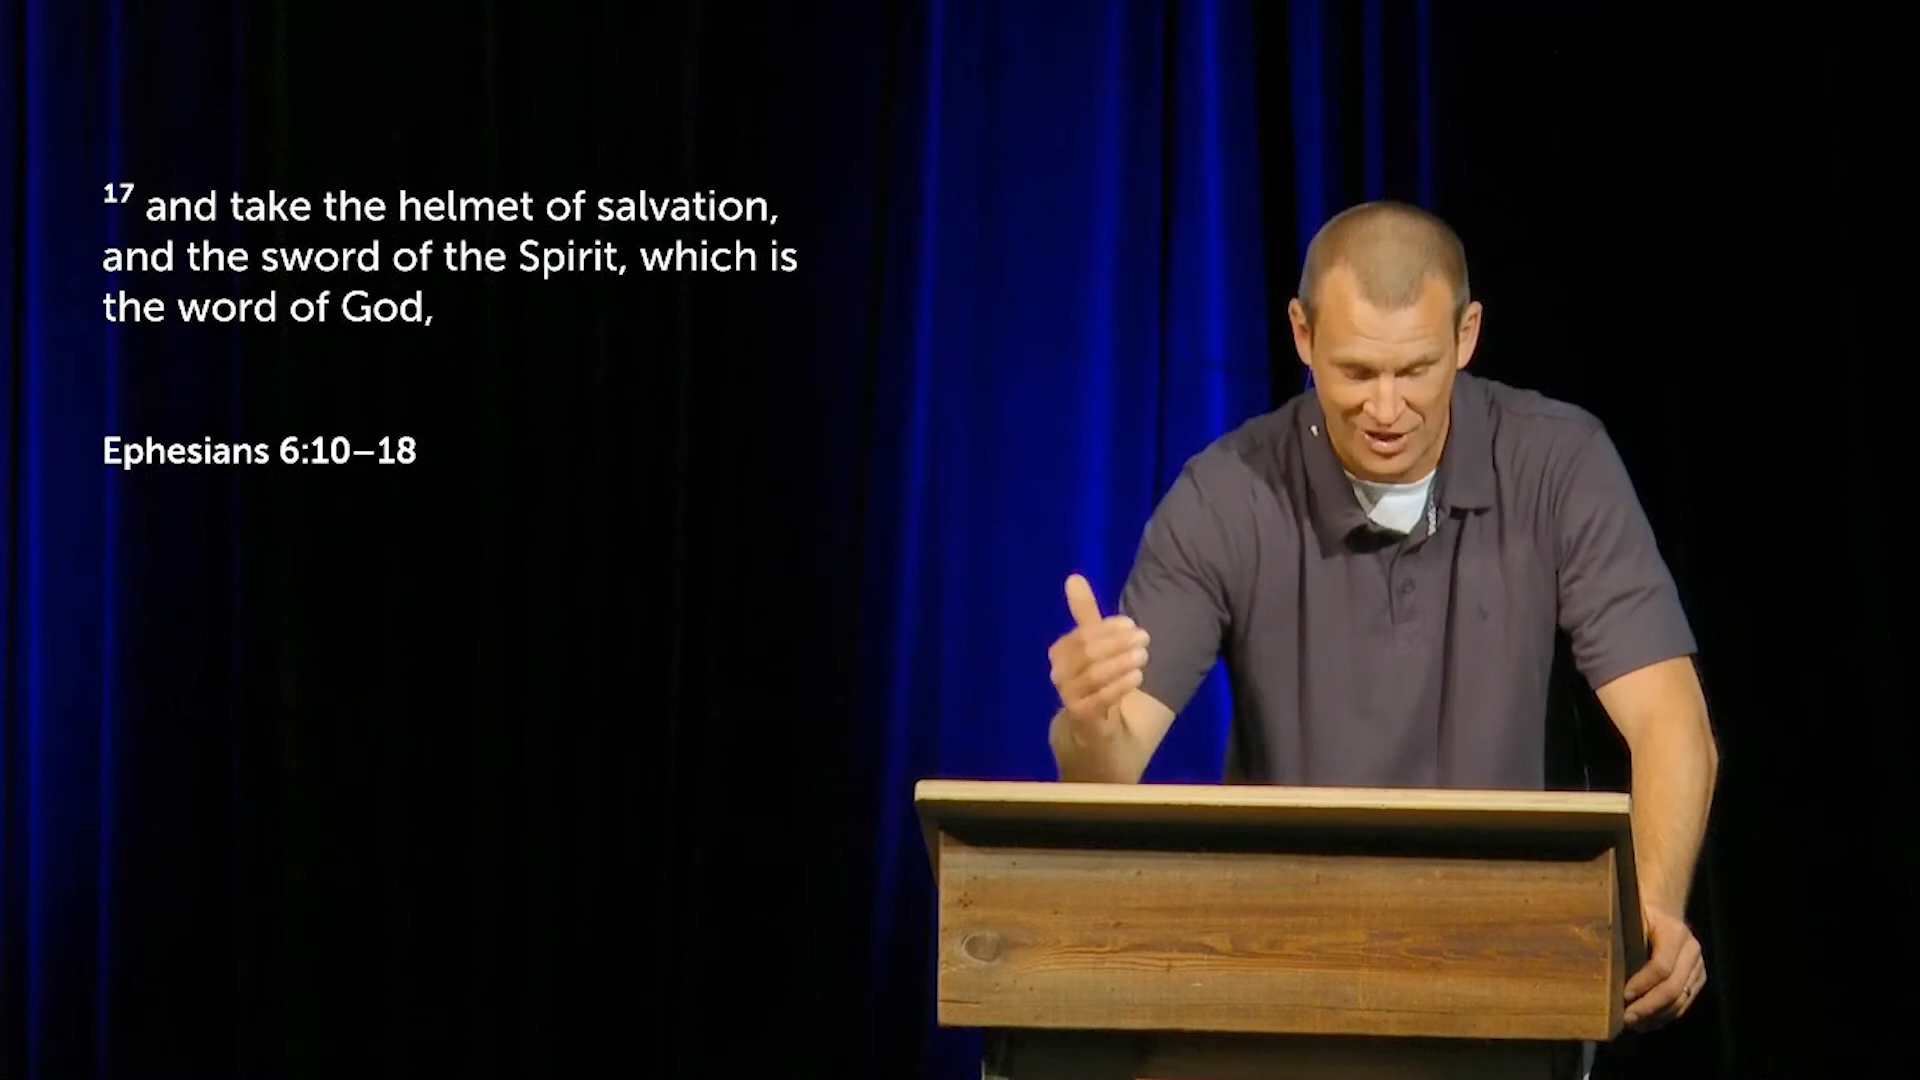 17 and take the helmet of salvation,
and the sword of the Spirit, which is
the word of God,
Ephesians 6:10–18